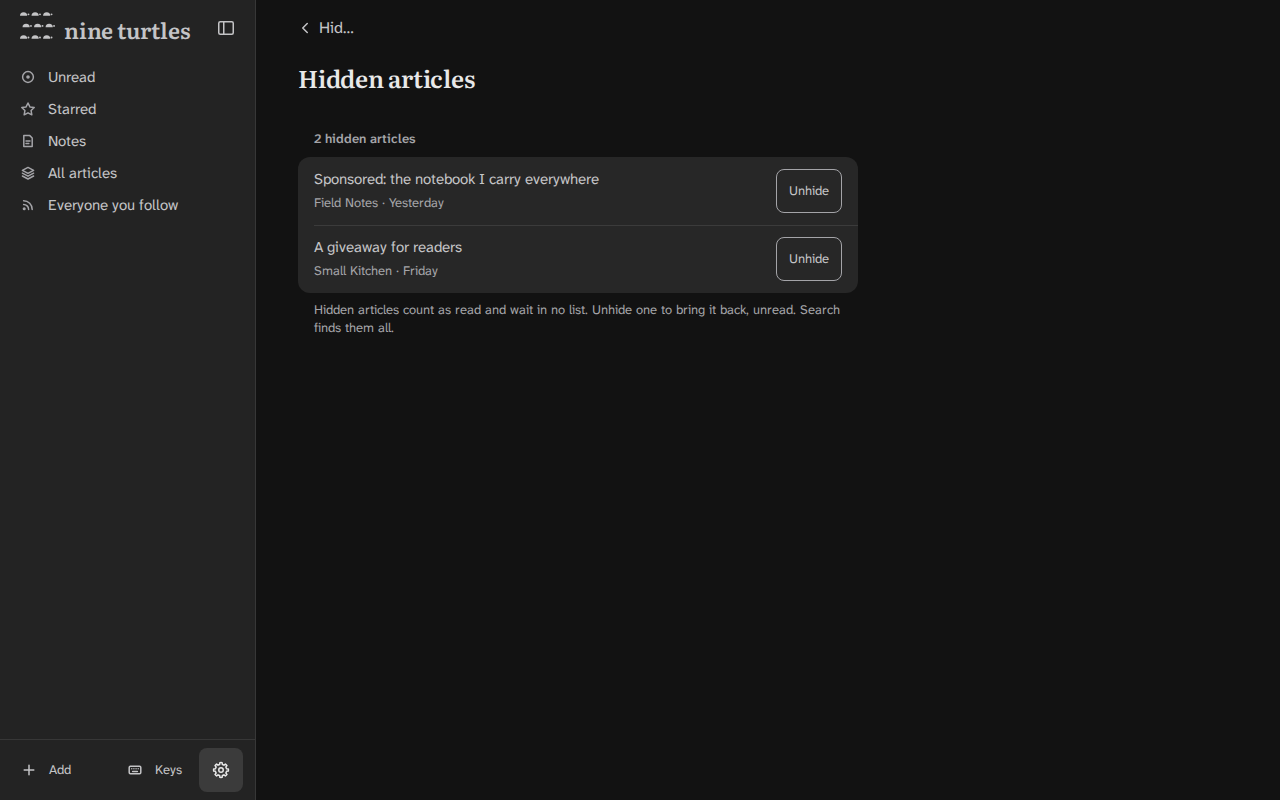 nine turtles
Unread
Starred
Notes
All articles
Everyone you follow
Add
Keys
Hid...
Hidden articles
2 hidden articles
Sponsored: the notebook I carry everywhere
Field Notes · Yesterday
Unhide
A giveaway for readers
Small Kitchen · Friday
Unhide
Hidden articles count as read and wait in no list. Unhide one to bring it back, unread. Search
finds them all.